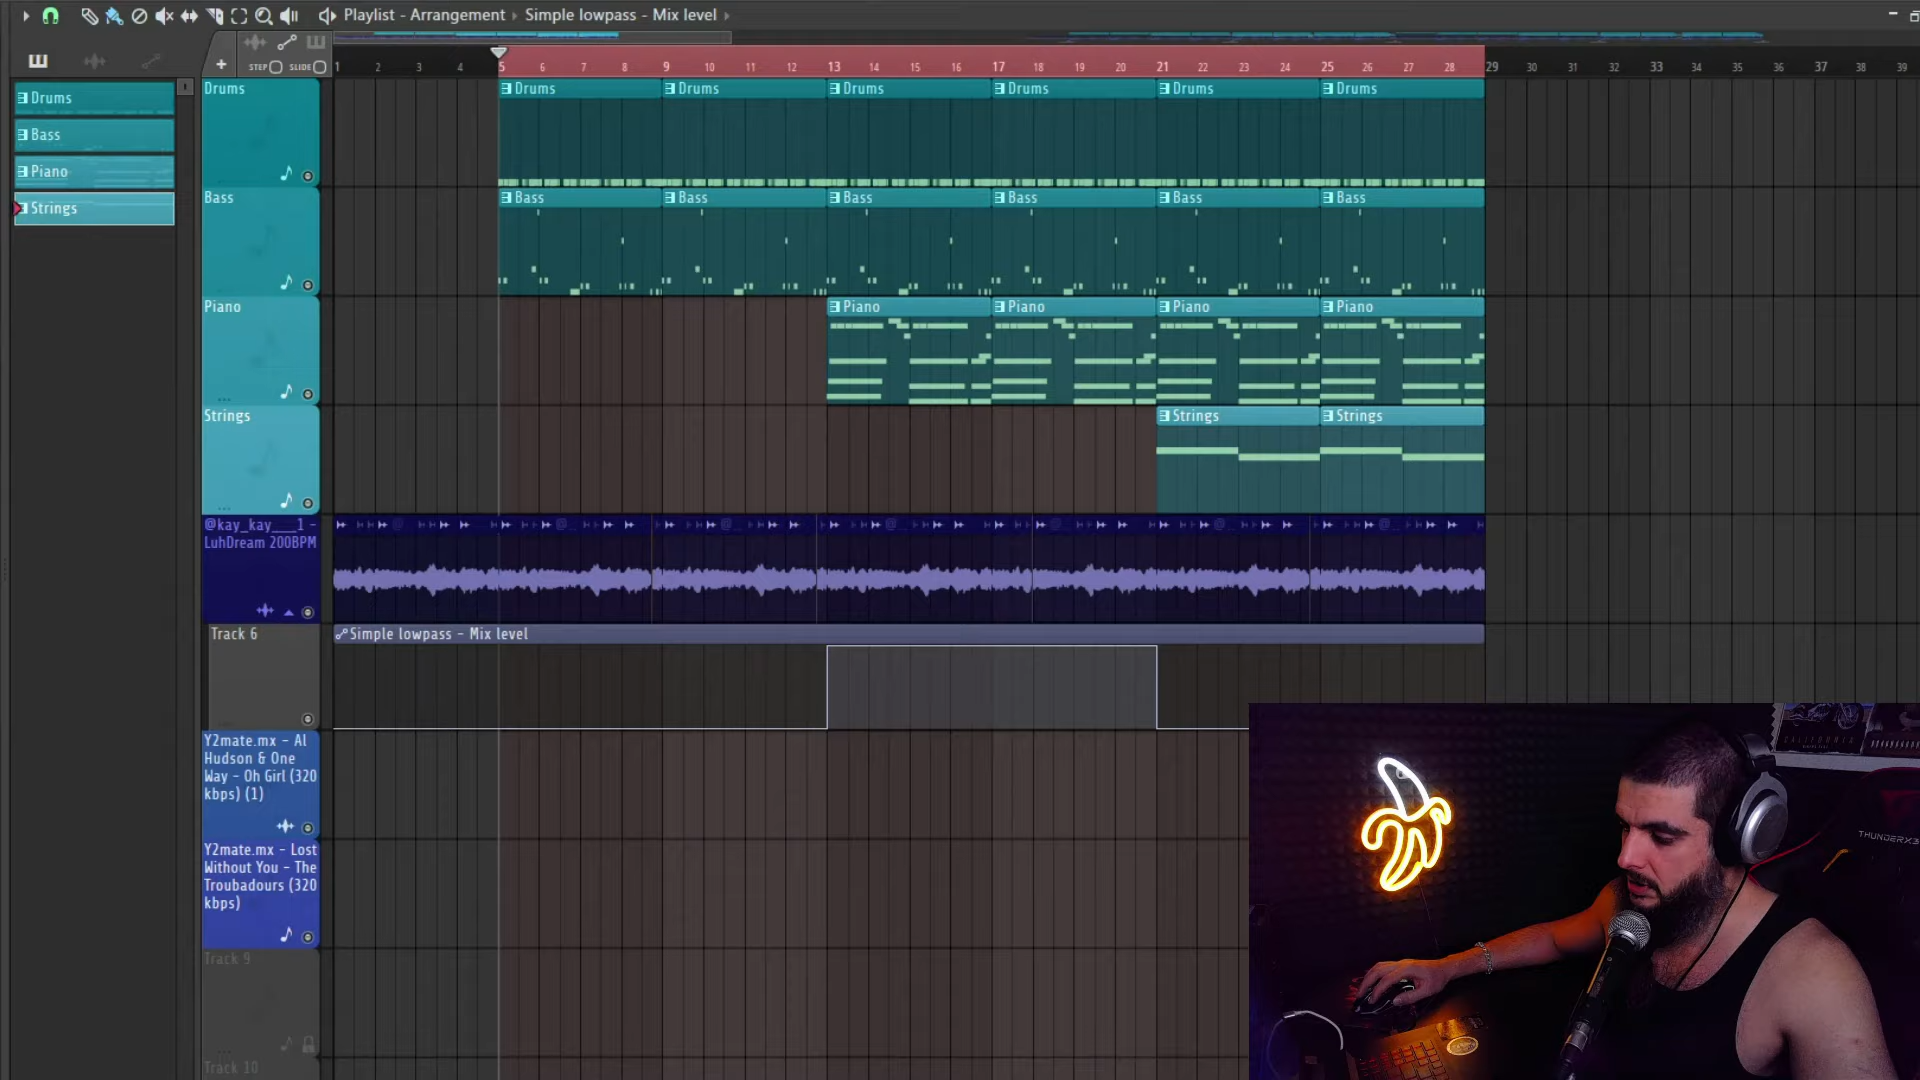 Playlist - Arrangement › Simple lowpass - Mix level ›
STEP SLIDE
1 2 3 4 5 6 7 8 9 10 11 12 13 14 15 16 17 18 19 20 21 22 23 24 25 26 27 28 29 30 31 32 33 34 35 36 37 38 39
Drums
Bass
Piano
Strings
Drums
Drums Drums Drums Drums Drums Drums
Bass
Bass Bass Bass Bass Bass Bass
Piano
Piano Piano Piano Piano
Strings
Strings Strings
@kay_kay___1 -
LuhDream 200BPM
Track 6
Simple lowpass - Mix level
Y2mate.mx - Al
Hudson & One
Way - Oh Girl (320
kbps) (1)
Y2mate.mx - Lost
Without You - The
Troubadours (320
kbps)
Track 9
Track 10
CALIFORNIA
THUNDERX3